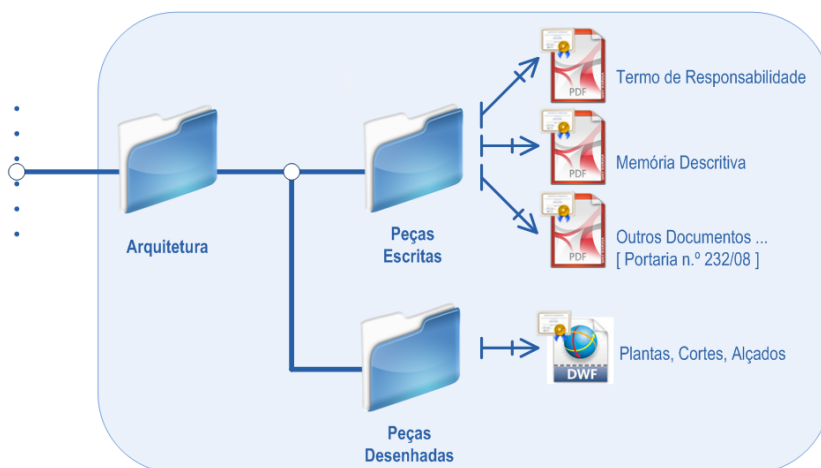 Arquitetura
Peças
Escritas
PDF
Termo de Responsabilidade
PDF
Memória Descritiva
PDF
Outros Documentos ...
[ Portaria n.º 232/08 ]
Peças
Desenhadas
DWF
Plantas, Cortes, Alçados